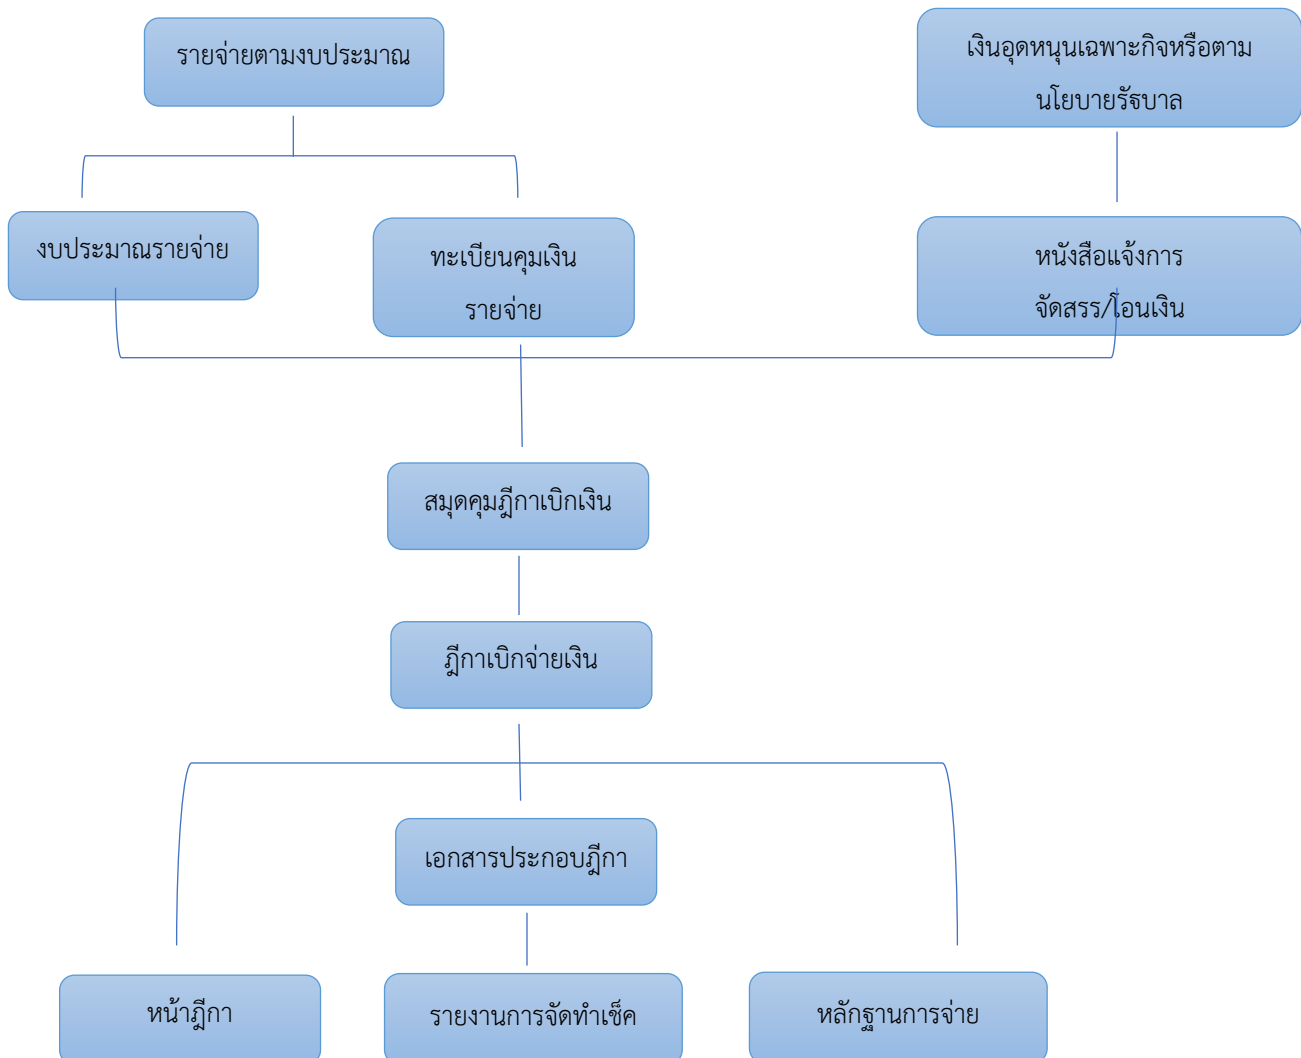 รายจ่ายตามงบประมาณ
เงินอุดหนุนเฉพาะกิจหรือตาม
นโยบายรัฐบาล
งบประมาณรายจ่าย
ทะเบียนคุมเงิน
รายจ่าย
หนังสือแจ้งการ
จัดสรร/โอนเงิน
สมุดคุมฎีกาเบิกเงิน
ฎีกาเบิกจ่ายเงิน
เอกสารประกอบฎีกา
หน้าฎีกา
รายงานการจัดทำเช็ค
หลักฐานการจ่าย